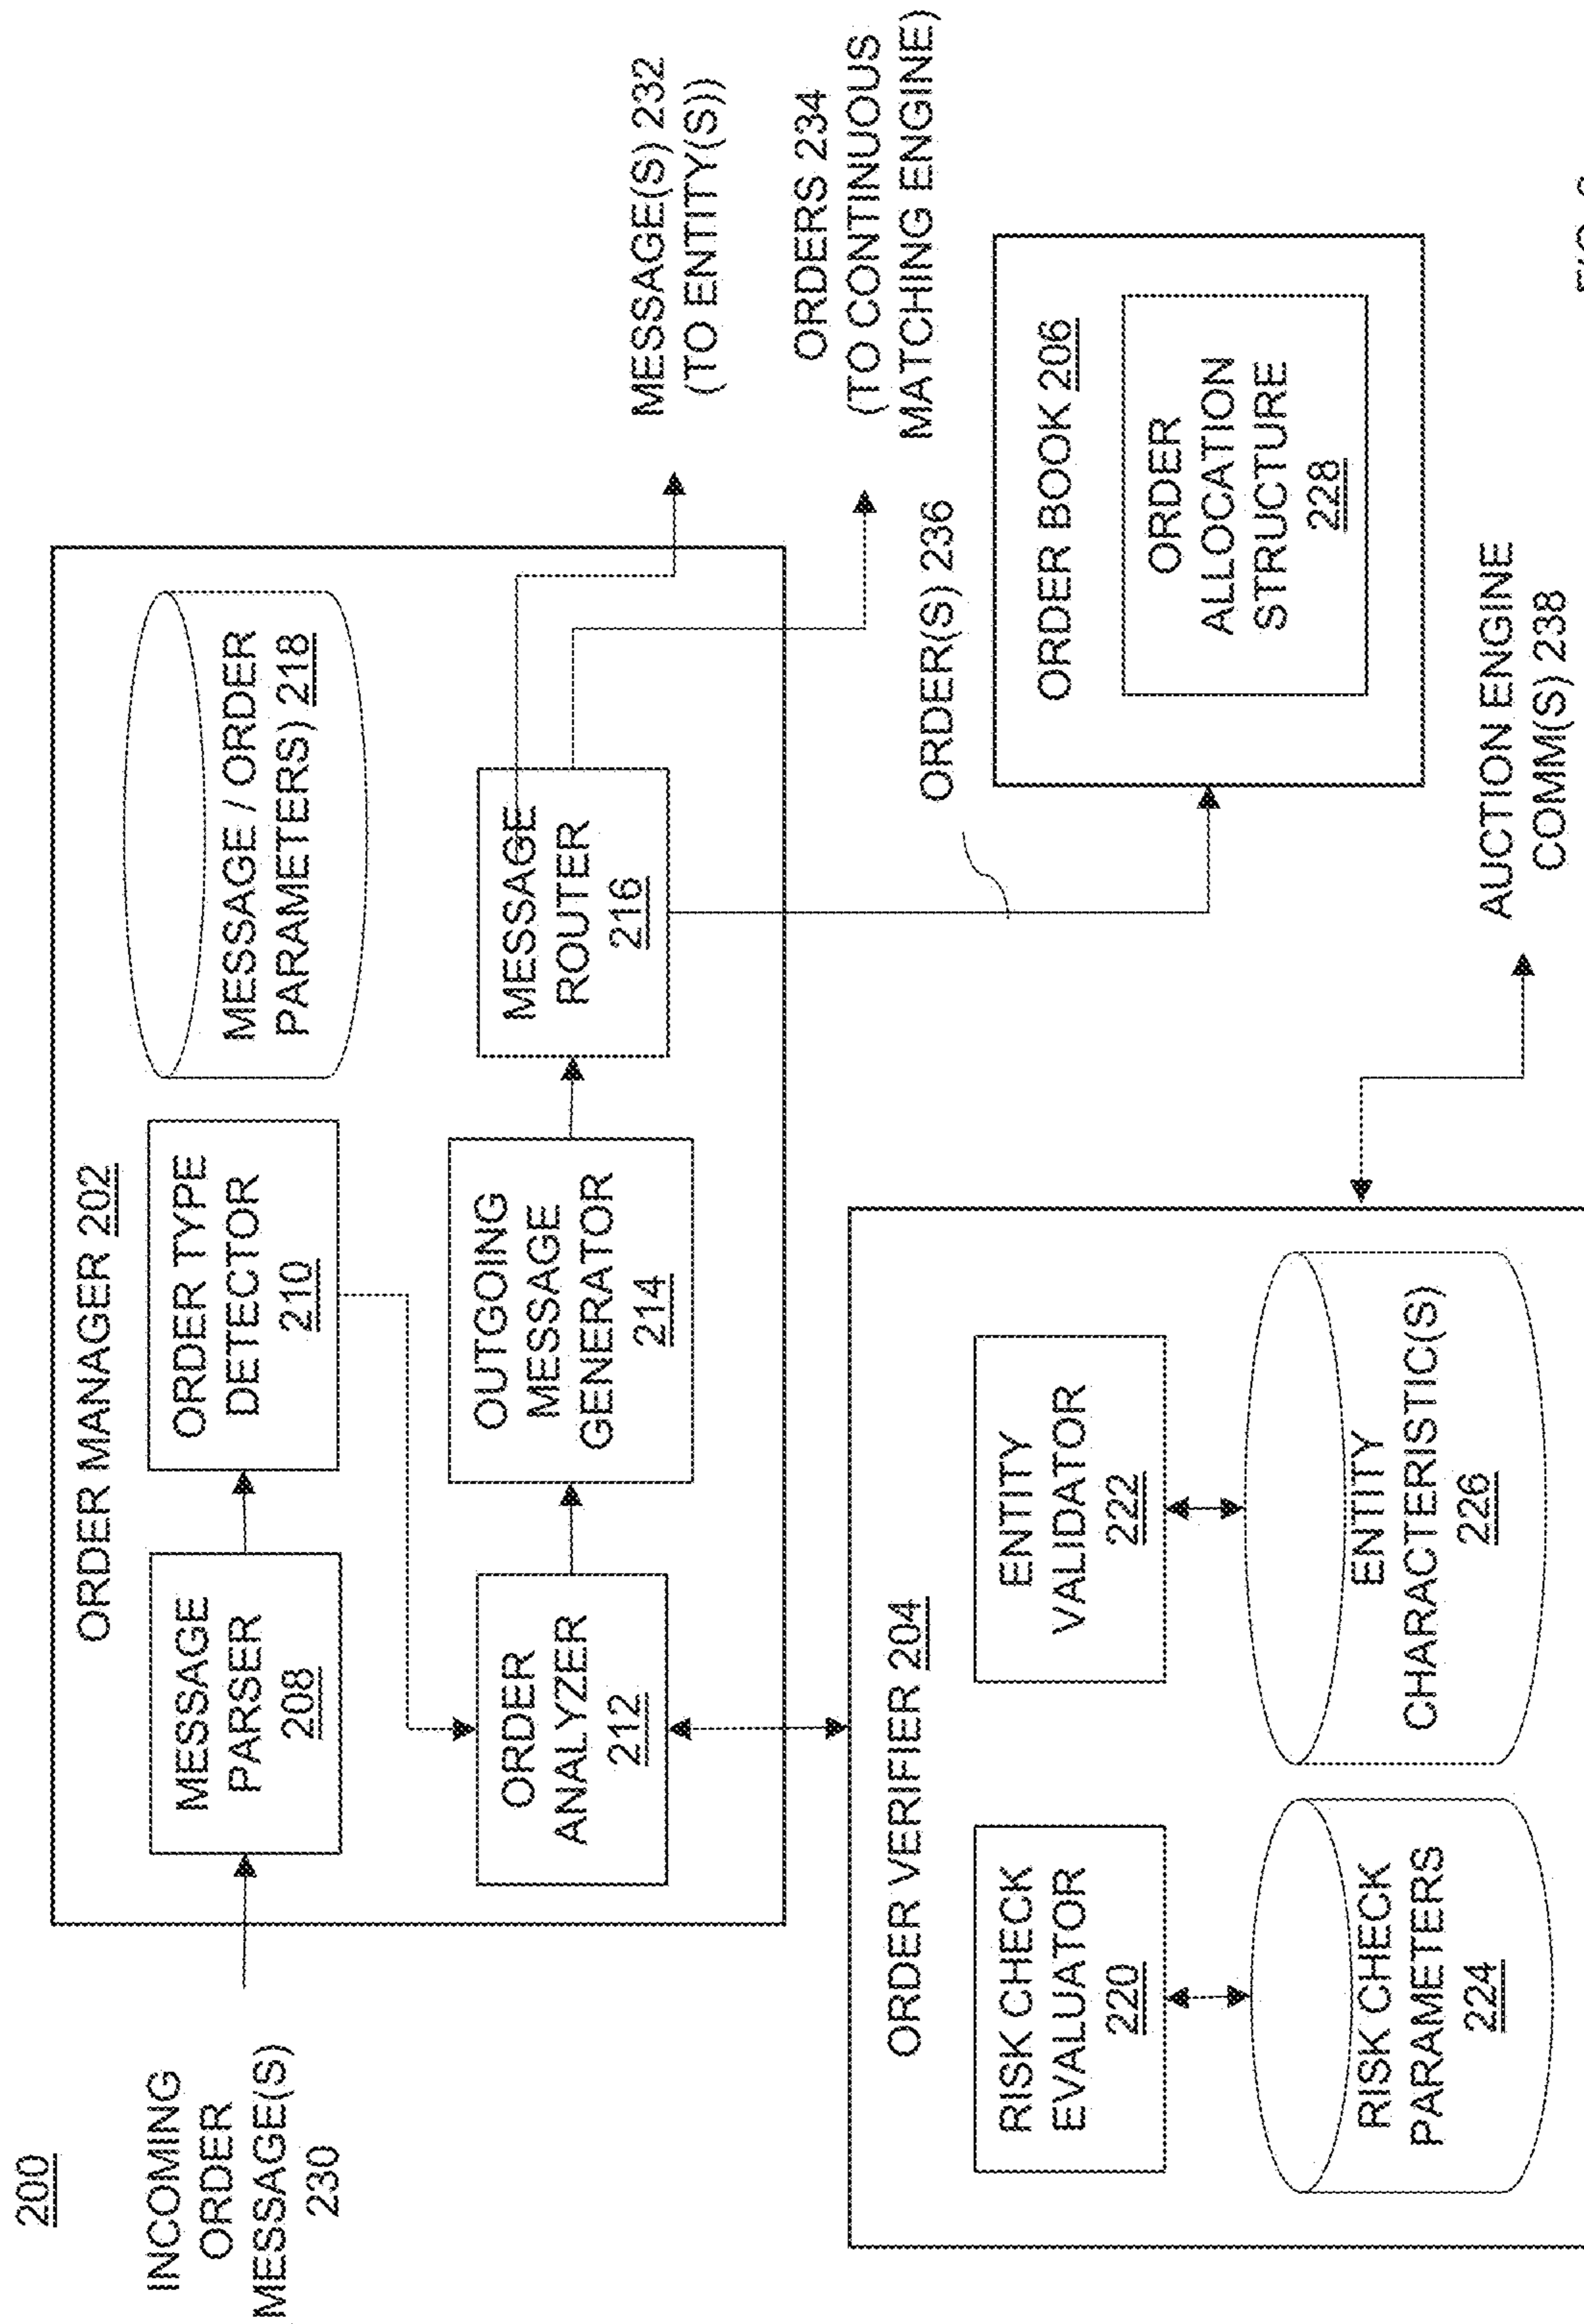 200
INCOMING
ORDER
MESSAGE(S)
230
ORDER MANAGER 202
MESSAGE
PARSER
208
ORDER TYPE
DETECTOR
210
MESSAGE / ORDER
PARAMETERS) 218
ORDER
ANALYZER
212
OUTGOING
MESSAGE
GENERATOR
214
MESSAGE
ROUTER
216
MESSAGE(S) 232
(TO ENTITY(S))
ORDERS 234
(TO CONTINUOUS
MATCHING ENGINE)
ORDER(S) 236
ORDER BOOK 206
ORDER
ALLOCATION
STRUCTURE
228
ORDER VERIFIER 204
RISK CHECK
EVALUATOR
220
ENTITY
VALIDATOR
222
RISK CHECK
PARAMETERS
224
ENTITY
CHARACTERISTIC(S)
226
AUCTION ENGINE
COMM(S) 238